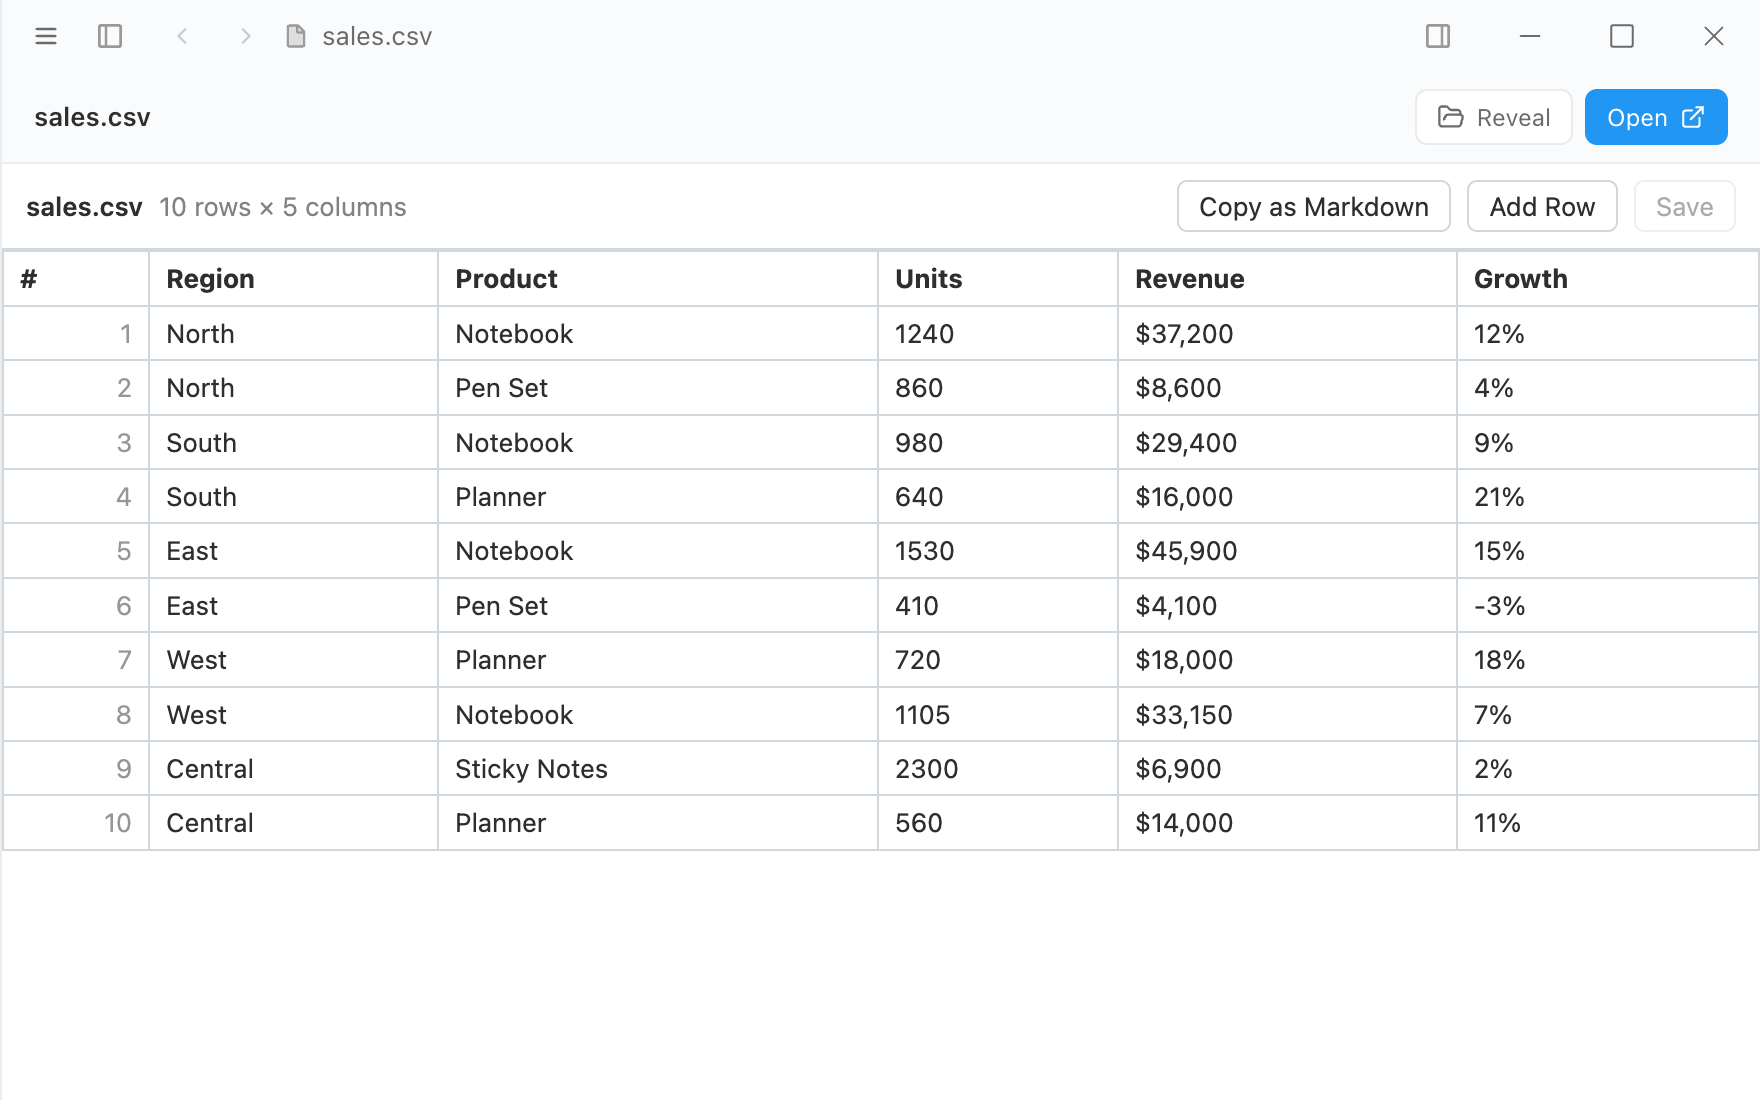 sales.csv
sales.csv Reveal Open
sales.csv 10 rows × 5 columns Copy as Markdown Add Row Save
# Region Product Units Revenue Growth
1 North Notebook 1240 $37,200 12%
2 North Pen Set 860 $8,600 4%
3 South Notebook 980 $29,400 9%
4 South Planner 640 $16,000 21%
5 East Notebook 1530 $45,900 15%
6 East Pen Set 410 $4,100 -3%
7 West Planner 720 $18,000 18%
8 West Notebook 1105 $33,150 7%
9 Central Sticky Notes 2300 $6,900 2%
10 Central Planner 560 $14,000 11%